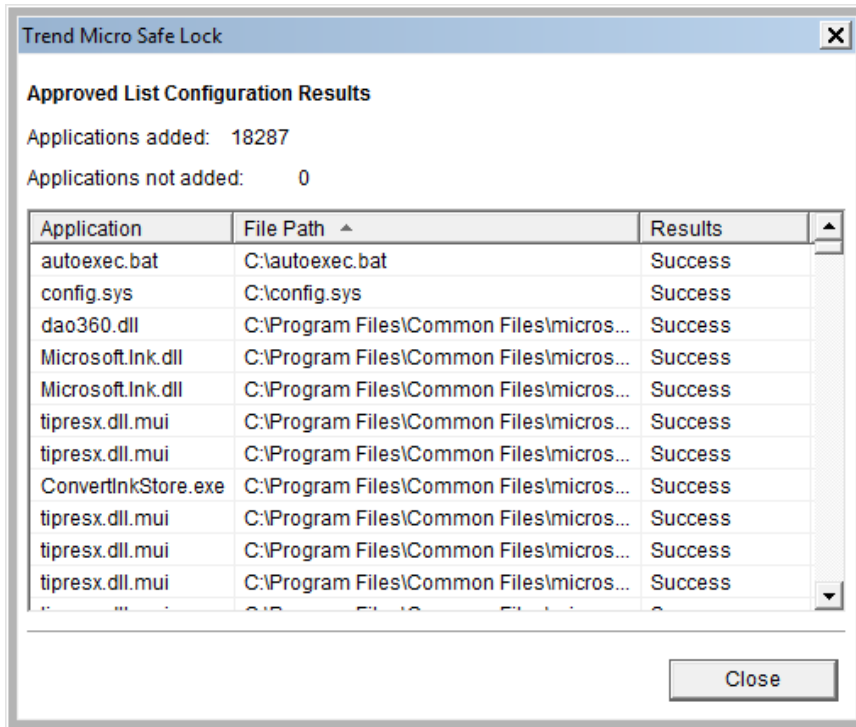 Trend Micro Safe Lock
Approved List Configuration Results
Applications added: 18287
Applications not added: 0
Application File Path Results
autoexec.bat C:\autoexec.bat Success
config.sys C:\config.sys Success
dao360.dll C:\Program Files\Common Files\micros... Success
Microsoft.Ink.dll C:\Program Files\Common Files\micros... Success
Microsoft.Ink.dll C:\Program Files\Common Files\micros... Success
tipresx.dll.mui C:\Program Files\Common Files\micros... Success
tipresx.dll.mui C:\Program Files\Common Files\micros... Success
ConvertInkStore.exe C:\Program Files\Common Files\micros... Success
tipresx.dll.mui C:\Program Files\Common Files\micros... Success
tipresx.dll.mui C:\Program Files\Common Files\micros... Success
tipresx.dll.mui C:\Program Files\Common Files\micros... Success
Close